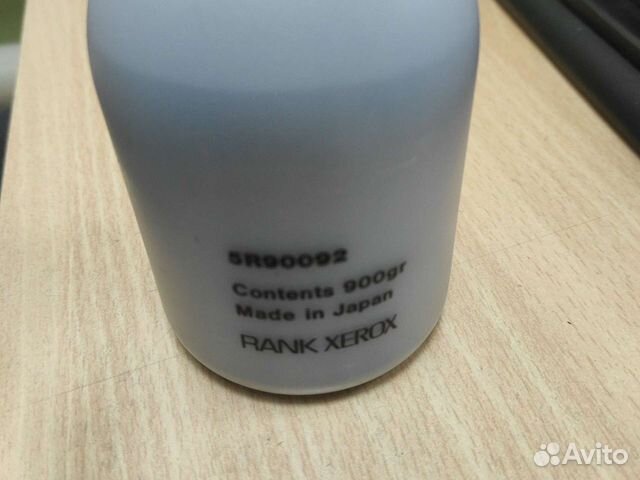 5R90092
Contents 900gr
Made in Japan
RANK XEROX
Avito